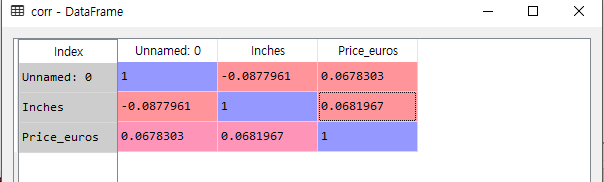 corr - DataFrame
Index Unnamed: 0 Inches Price_euros
Unnamed: 0 1 -0.0877961 0.0678303
Inches -0.0877961 1 0.0681967
Price_euros 0.0678303 0.0681967 1